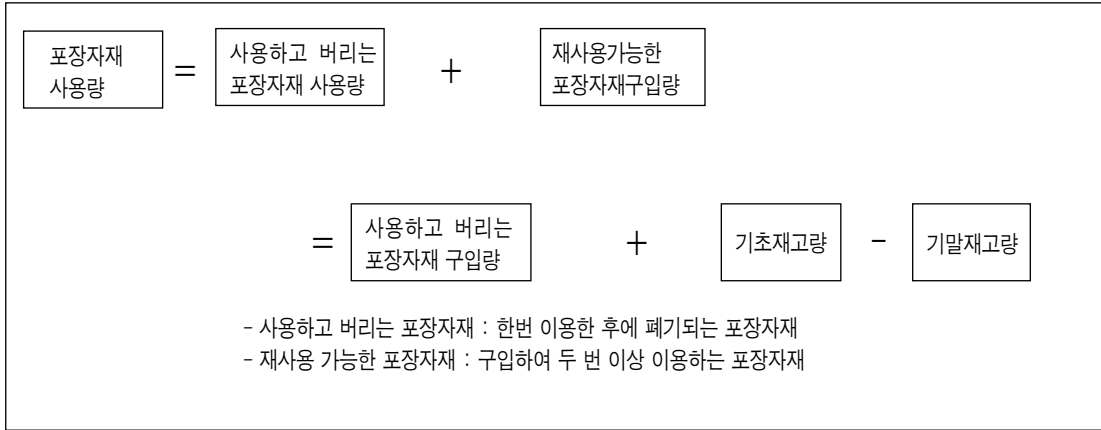 포장자재
사용량
=
사용하고 버리는
포장자재 사용량
+
재사용가능한
포장자재구입량
=
사용하고 버리는
포장자재 구입량
+
기초재고량
-
기말재고량
- 사용하고 버리는 포장자재 : 한번 이용한 후에 폐기되는 포장자재
- 재사용 가능한 포장자재 : 구입하여 두 번 이상 이용하는 포장자재